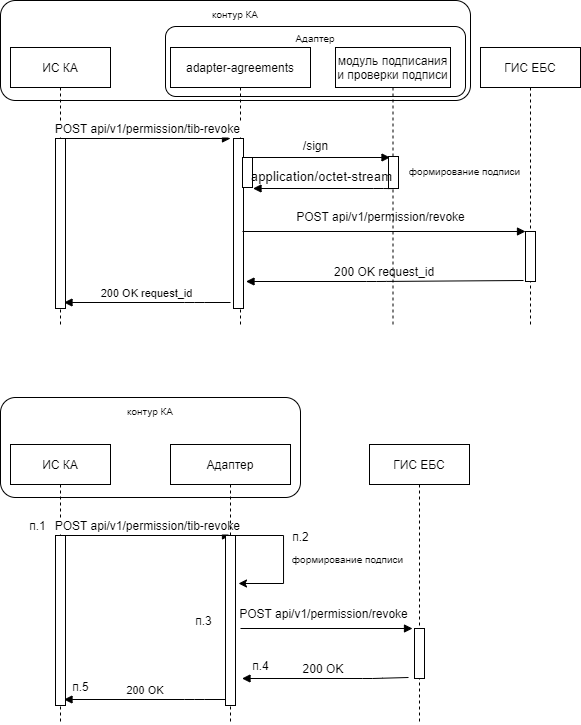 контур КА
Адаптер
ИС КА
adapter-agreements
модуль подписания
и проверки подписи
ГИС ЕБС
POST api/v1/permission/tib-revoke
/sign
application/octet-stream
формирование подписи
POST api/v1/permission/revoke
200 OK request_id
200 OK request_id
контур КА
ИС КА
Адаптер
ГИС ЕБС
п.1
POST api/v1/permission/tib-revoke
п.2
формирование подписи
п.3
POST api/v1/permission/revoke
п.4
200 OK
п.5
200 OK